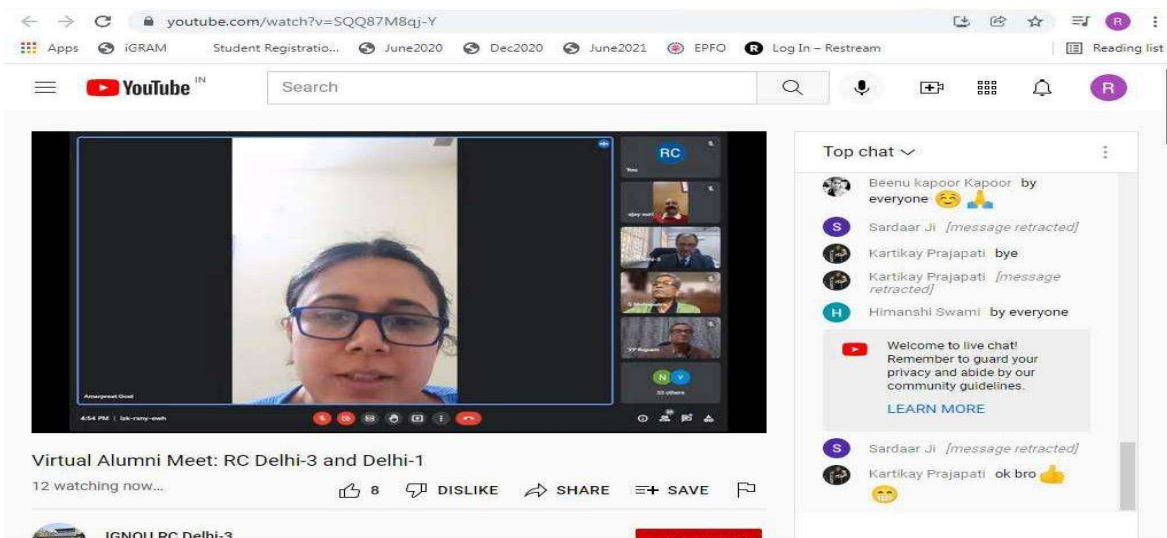 youtube.com/watch?v=SQQ87M8qj-Y
Apps iGRAM Student Registratio... June2020 Dec2020 June2021 EPFO R Log In – Restream Reading list
YouTube IN Search R
RC
You
ajay suri
Amarpreet Goel
33 others
4:54 PM
Top chat
Beenu kapoor Kapoor by
everyone
S Sardaar Ji [message retracted]
Kartikay Prajapati bye
Kartikay Prajapati [message
retracted]
H Himanshi Swami by everyone
Welcome to live chat!
Remember to guard your
privacy and abide by our
community guidelines.
LEARN MORE
S Sardaar Ji [message retracted]
Kartikay Prajapati ok bro
Virtual Alumni Meet: RC Delhi-3 and Delhi-1
12 watching now...
8 DISLIKE SHARE SAVE
IGNOU RC Delhi-3